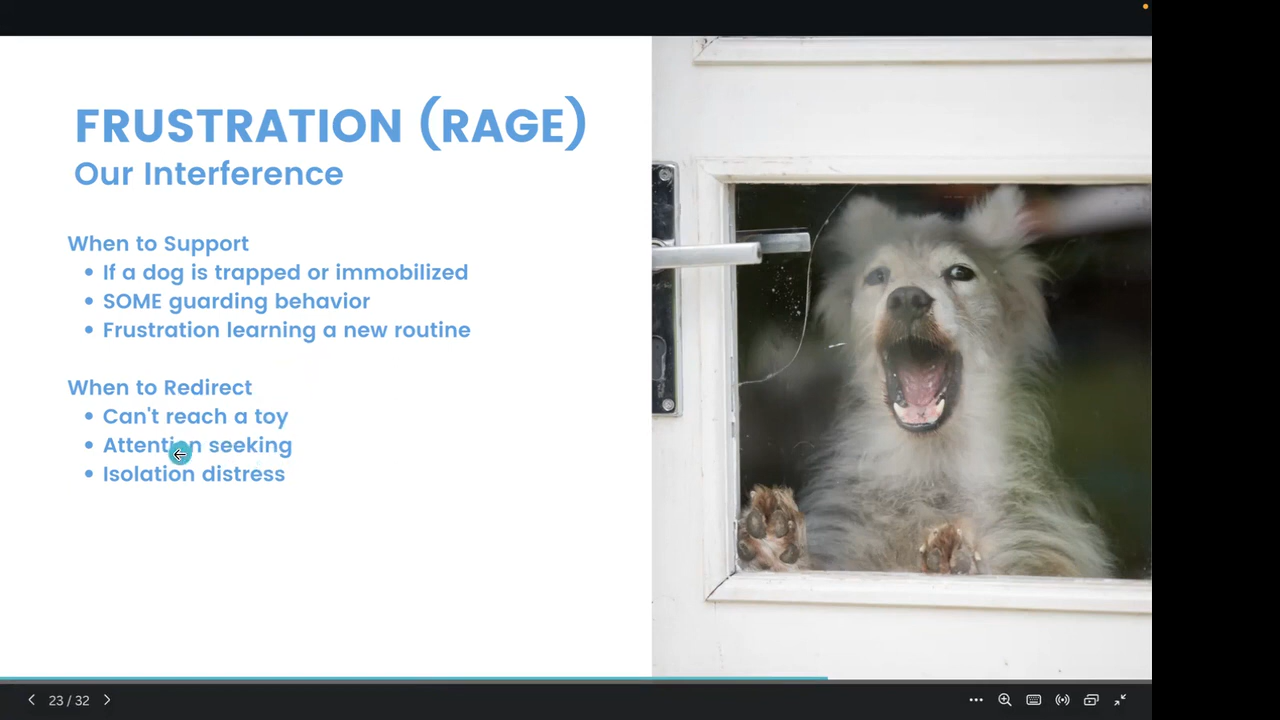 FRUSTRATION (RAGE)
Our Interference
When to Support
• If a dog is trapped or immobilized
• SOME guarding behavior
• Frustration learning a new routine
When to Redirect
• Can't reach a toy
• Attention seeking
• Isolation distress
23 / 32